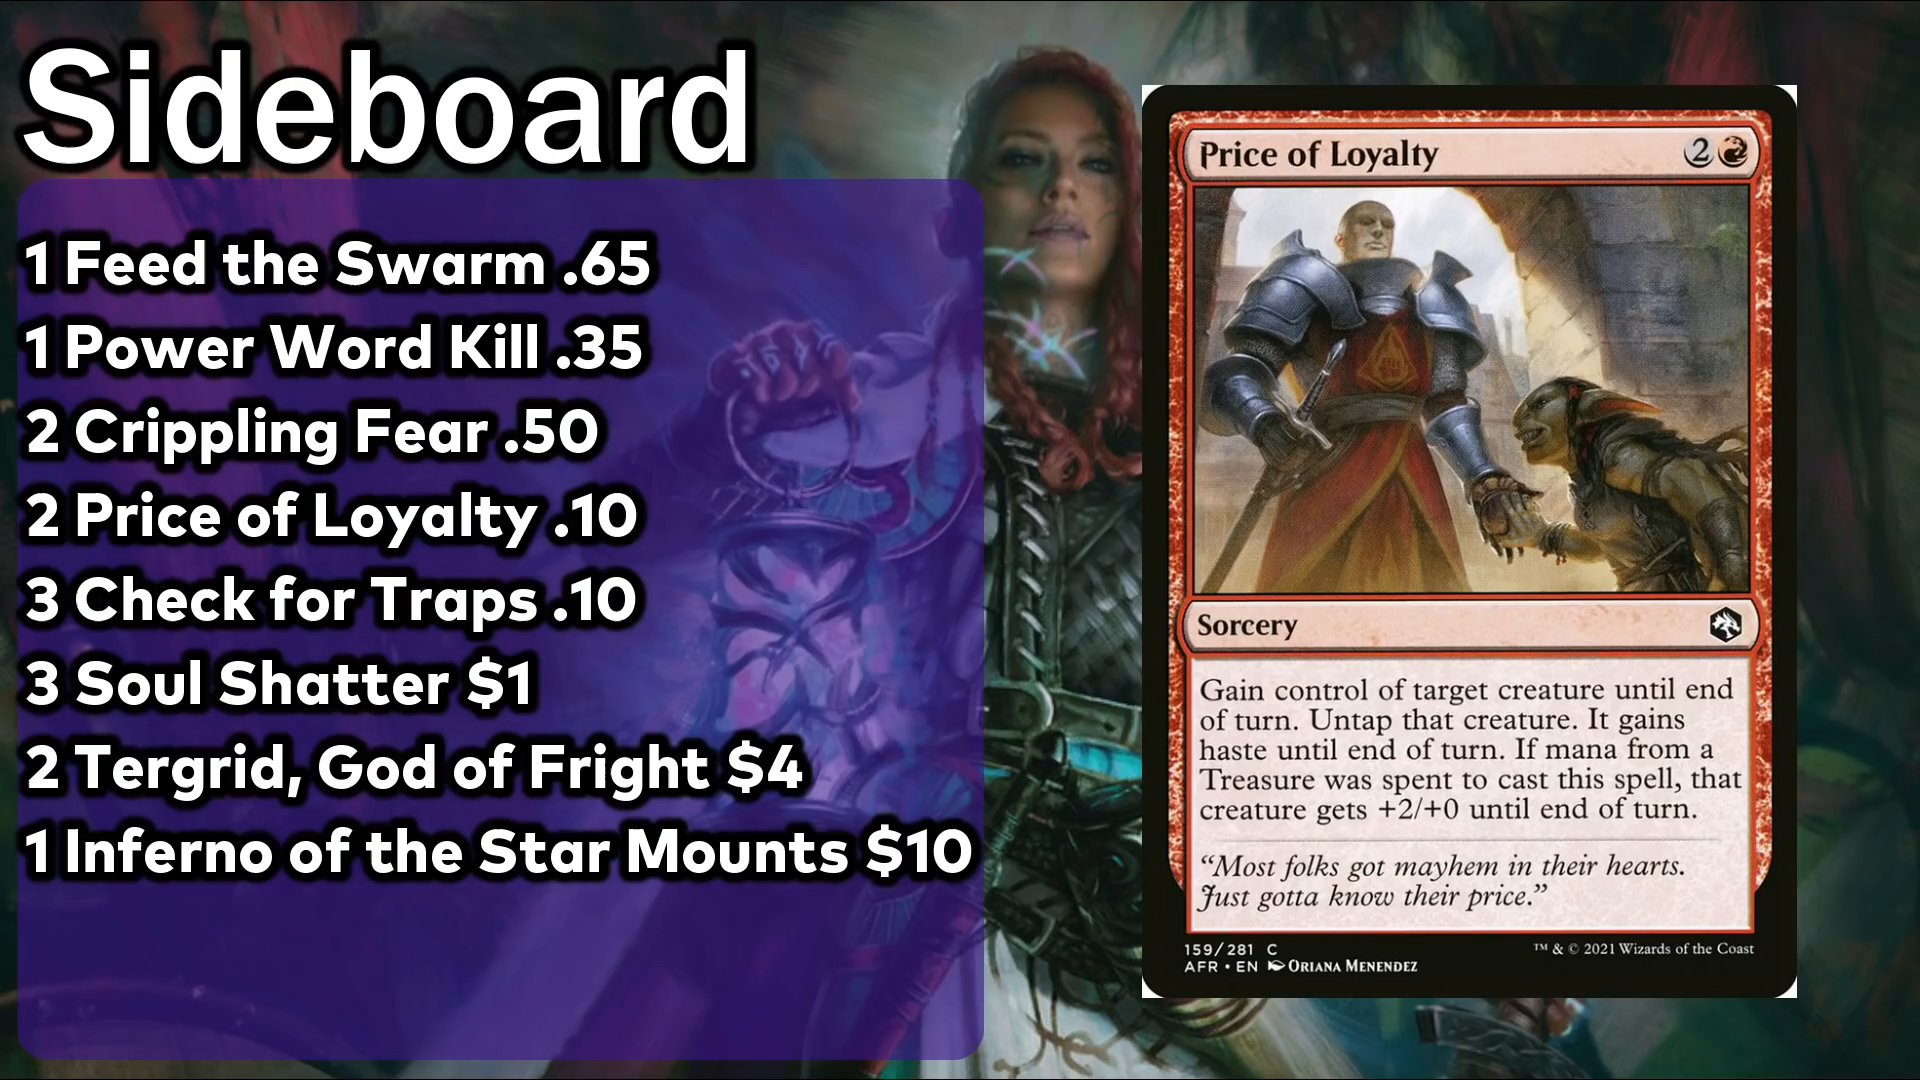 Sideboard
1 Feed the Swarm .65
1 Power Word Kill .35
2 Crippling Fear .50
2 Price of Loyalty .10
3 Check for Traps .10
3 Soul Shatter $1
2 Tergrid, God of Fright $4
1 Inferno of the Star Mounts $10
Price of Loyalty 2
Sorcery
Gain control of target creature until end
of turn. Untap that creature. It gains
haste until end of turn. If mana from a
Treasure was spent to cast this spell, that
creature gets +2/+0 until end of turn.
“Most folks got mayhem in their hearts.
Just gotta know their price.”
159/281 C
AFR • EN Oriana Menendez
™ & © 2021 Wizards of the Coast